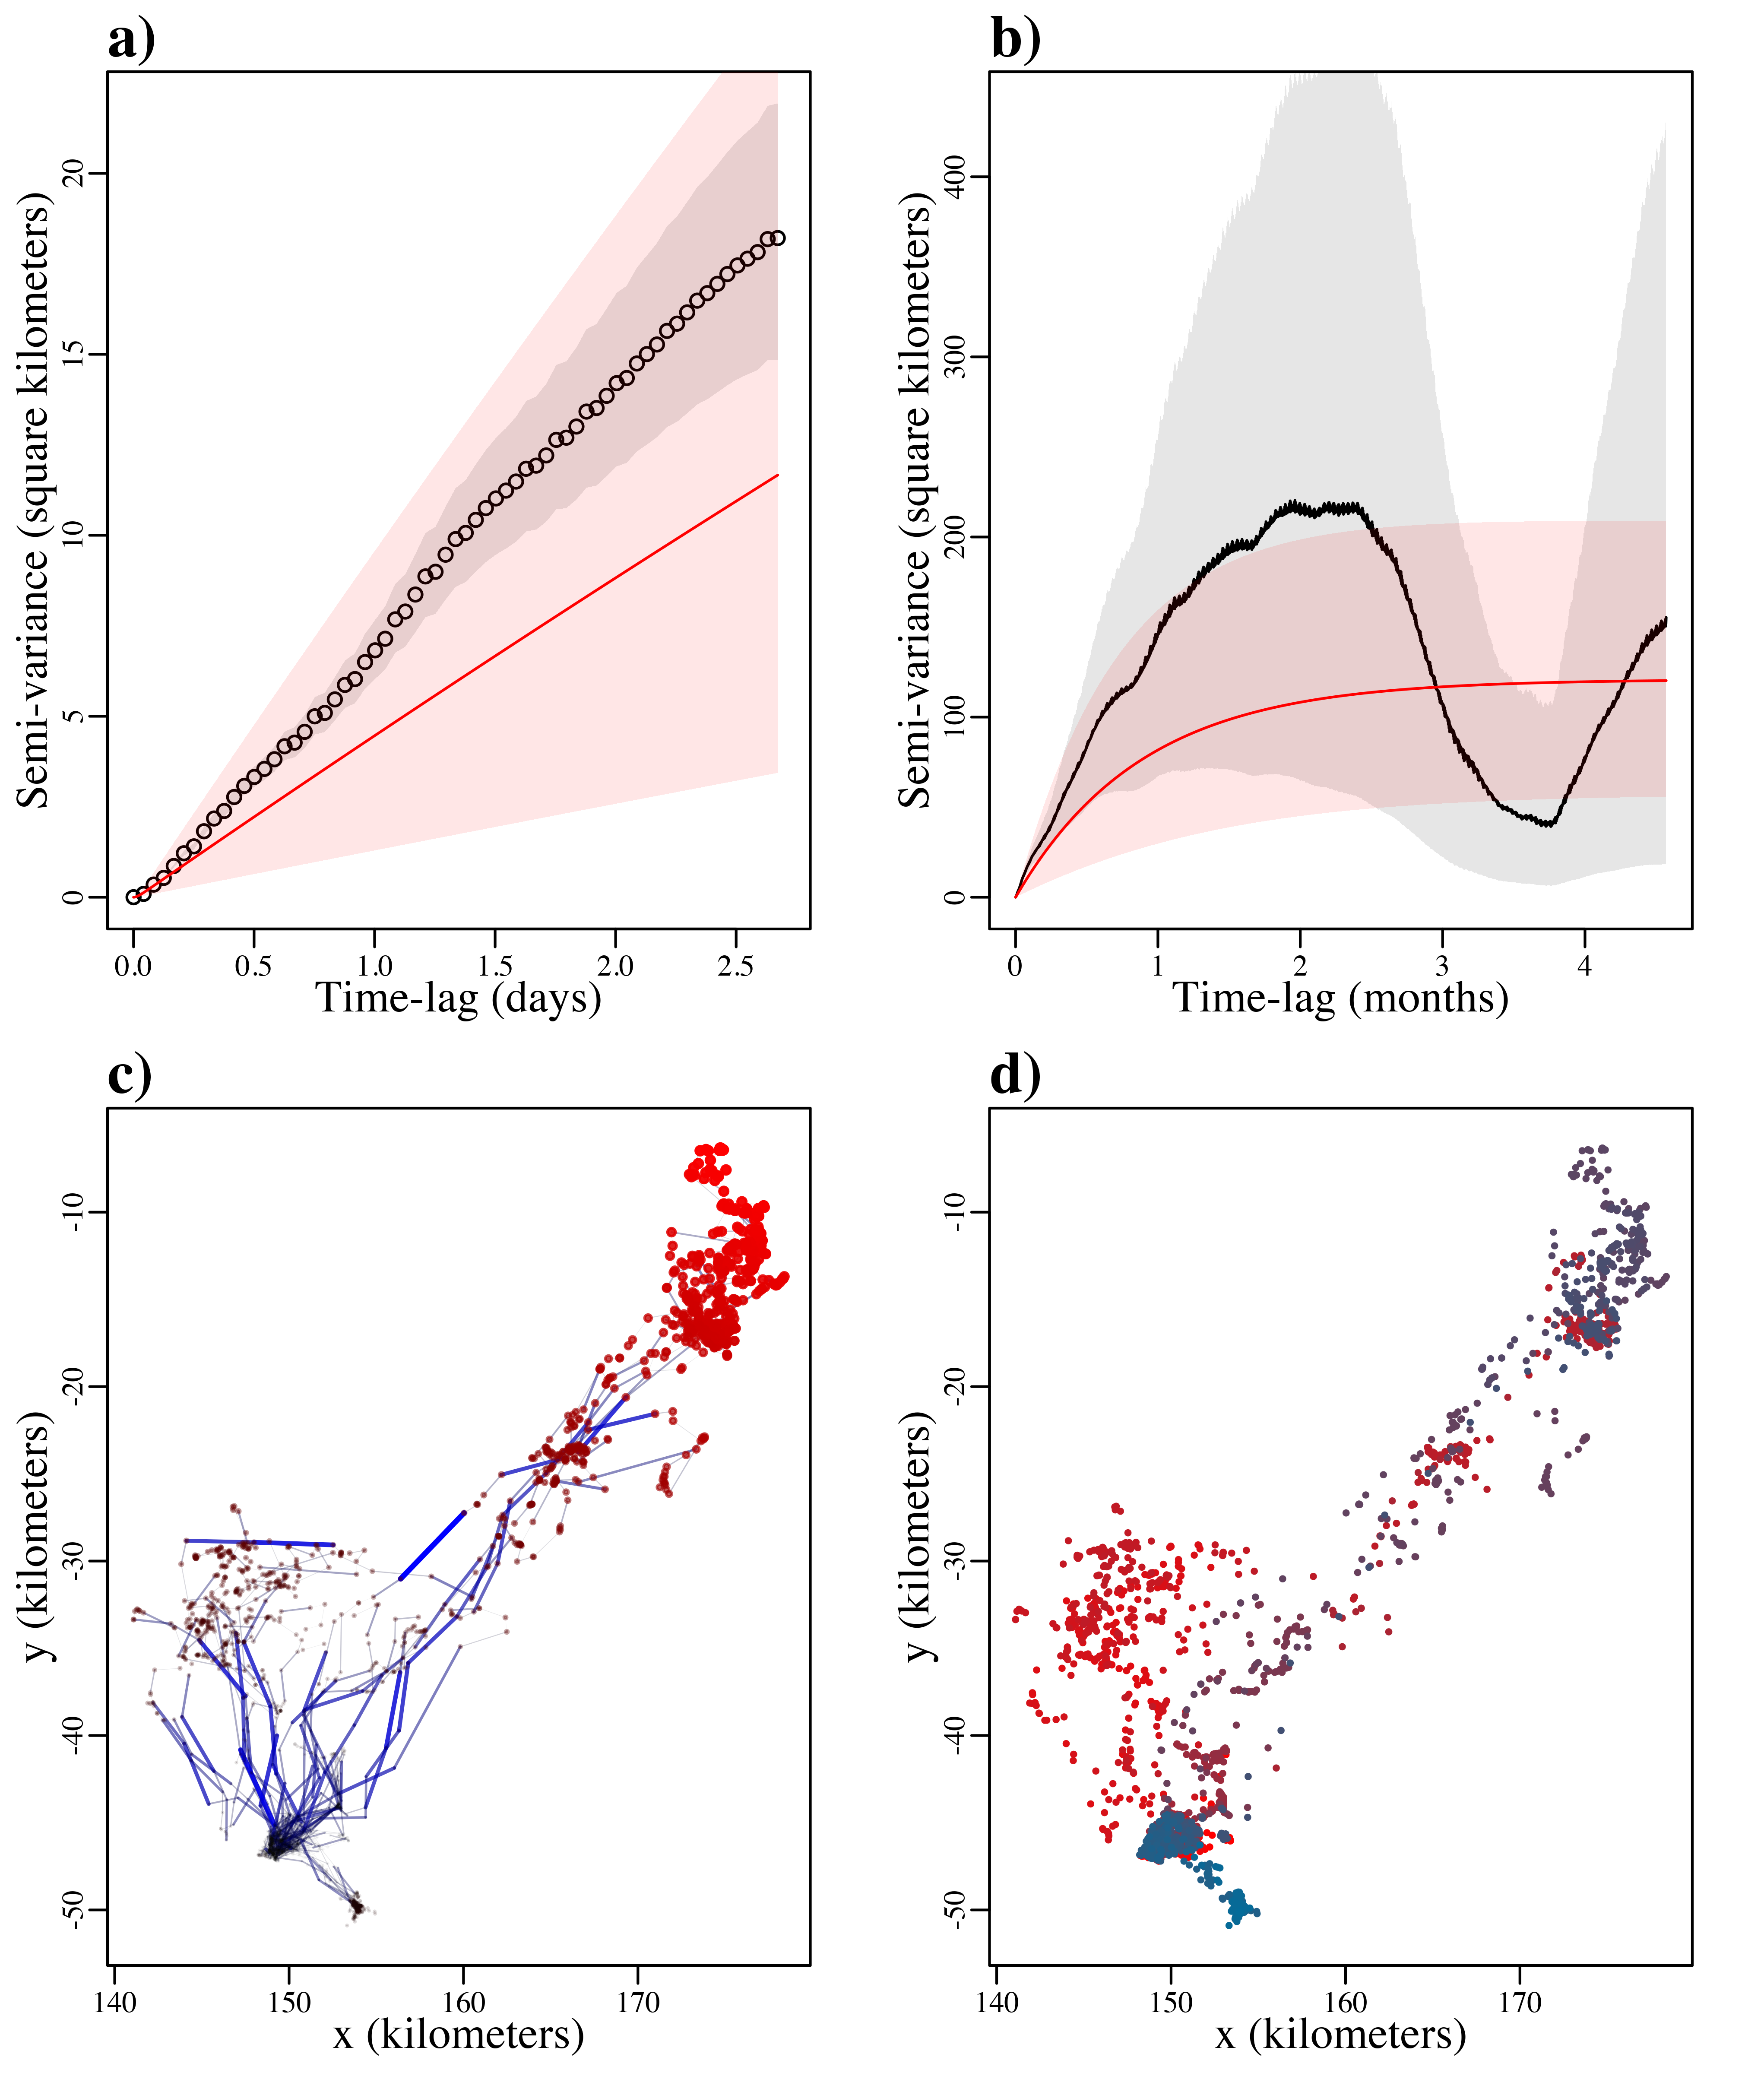 a)
Semi-variance (square kilometers)
20
15
10
5
0
0.0 0.5 1.0 1.5 2.0 2.5
Time-lag (days)
b)
Semi-variance (square kilometers)
400
300
200
100
0
0 1 2 3 4
Time-lag (months)
c)
y (kilometers)
-10
-20
-30
-40
-50
140 150 160 170
x (kilometers)
d)
y (kilometers)
-10
-20
-30
-40
-50
140 150 160 170
x (kilometers)